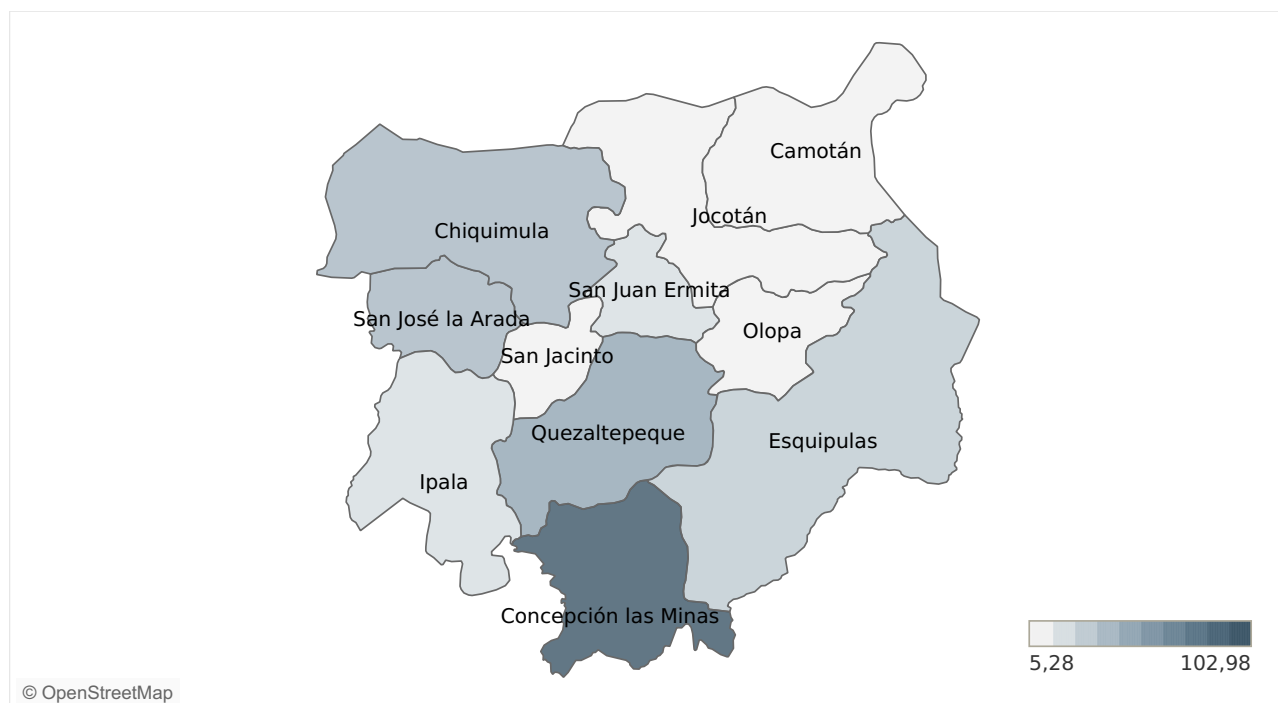 Camotán
Jocotán
Chiquimula
San Juan Ermita
San José la Arada
Olopa
San Jacinto
Quezaltepeque
Esquipulas
Ipala
Concepción las Minas
5,28
102,98
© OpenStreetMap